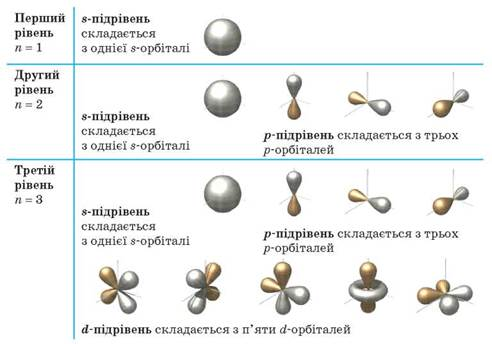 Перший
рівень
n = 1
s-підрівень
складається
з однієї s-орбіталі
Другий
рівень
n = 2
s-підрівень
складається
з однієї s-орбіталі
p-підрівень складається з трьох
p-орбіталей
Третій
рівень
n = 3
s-підрівень
складається
з однієї s-орбіталі
p-підрівень складається з трьох
p-орбіталей
d-підрівень складається з п’яти d-орбіталей